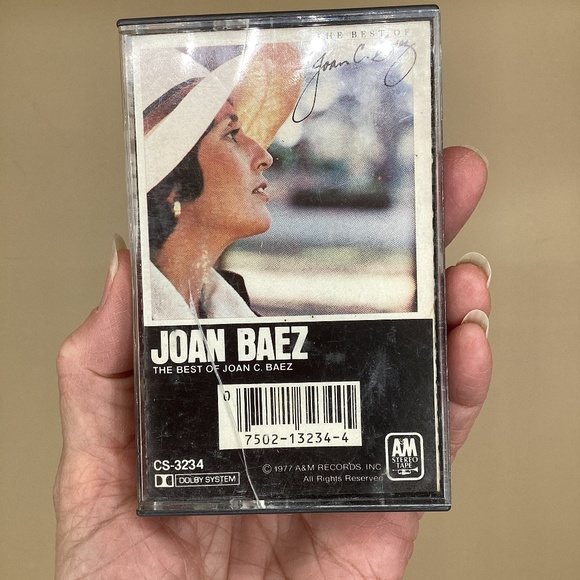 THE BEST OF
Joan C. Baez
JOAN BAEZ
THE BEST OF JOAN C. BAEZ
0
7502-13234-4
CS-3234
DOLBY SYSTEM
© 1977 A&M RECORDS, INC
All Rights Reserved
A&M
STEREO
TAPE